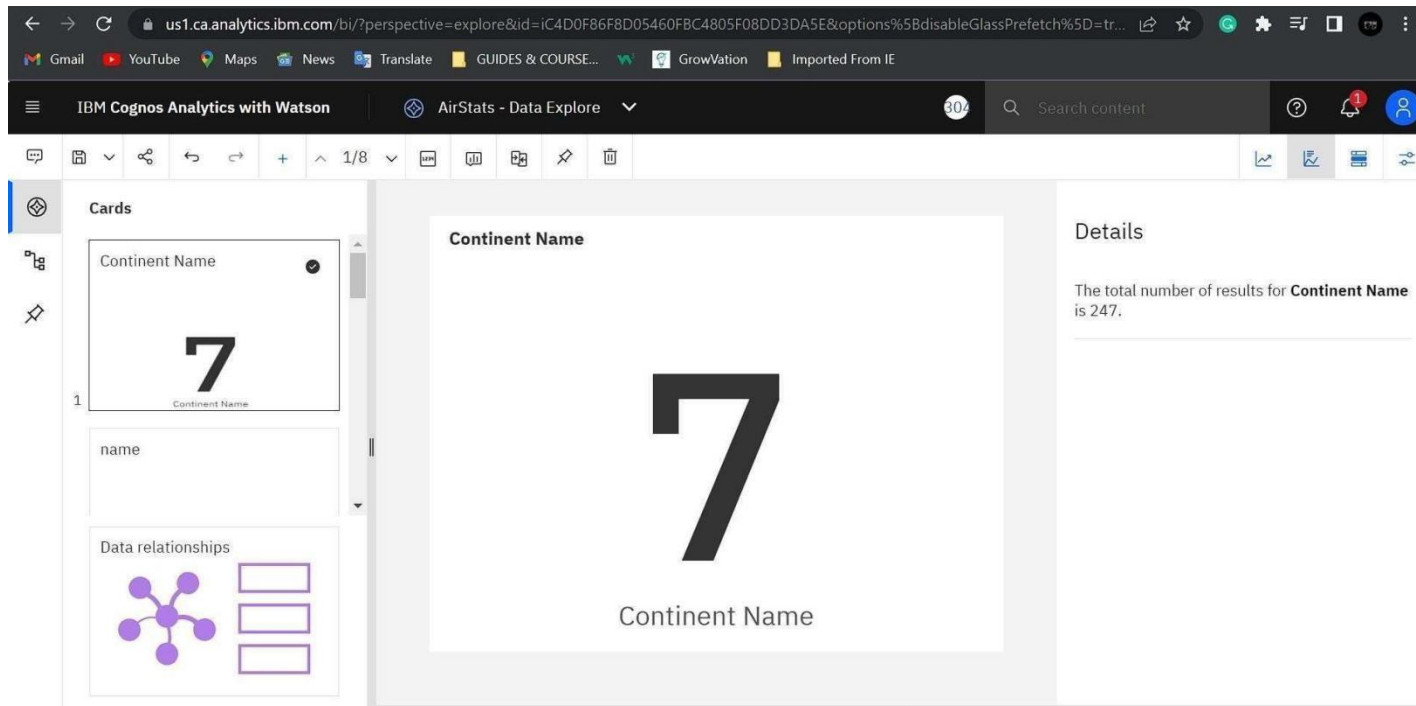 us1.ca.analytics.ibm.com/bi/?perspective=explore&id=iC4D0F86F8D05460FBC4805F08DD3DA5E&options%5BdisableGlassPrefetch%5D=tr...
Gmail YouTube Maps News Translate GUIDES & COURSE... GrowVation Imported From IE
IBM Cognos Analytics with Watson AirStats - Data Explore 304 Search content 1
1/8
Cards
Continent Name
7
Continent Name
1
name
Data relationships
Continent Name
7
Continent Name
Details
The total number of results for Continent Name
is 247.